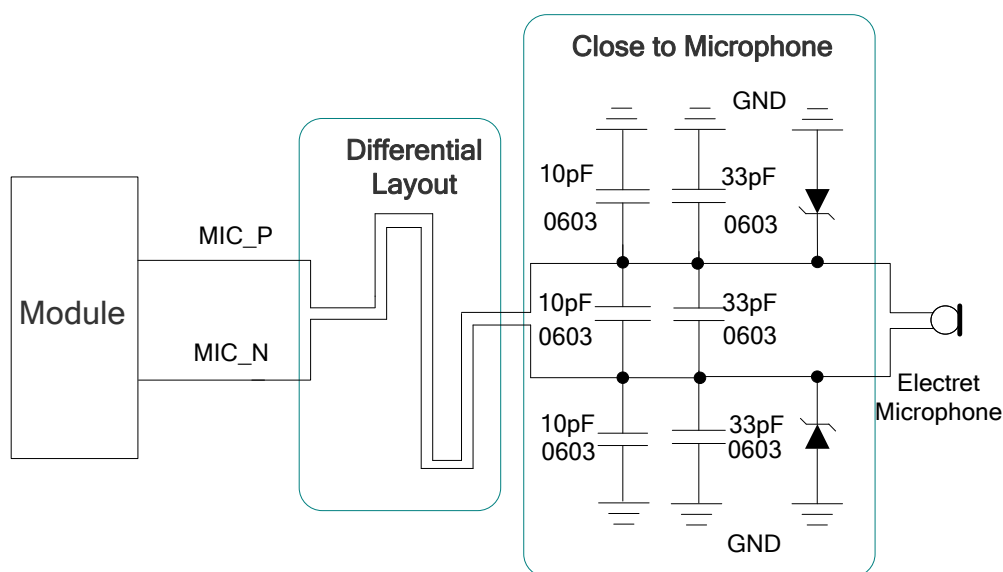 Close to Microphone
GND
Differential
Layout
10pF
0603
33pF
0603
MIC_P
Module
10pF
0603
33pF
0603
MIC_N
Electret
Microphone
10pF
0603
33pF
0603
GND